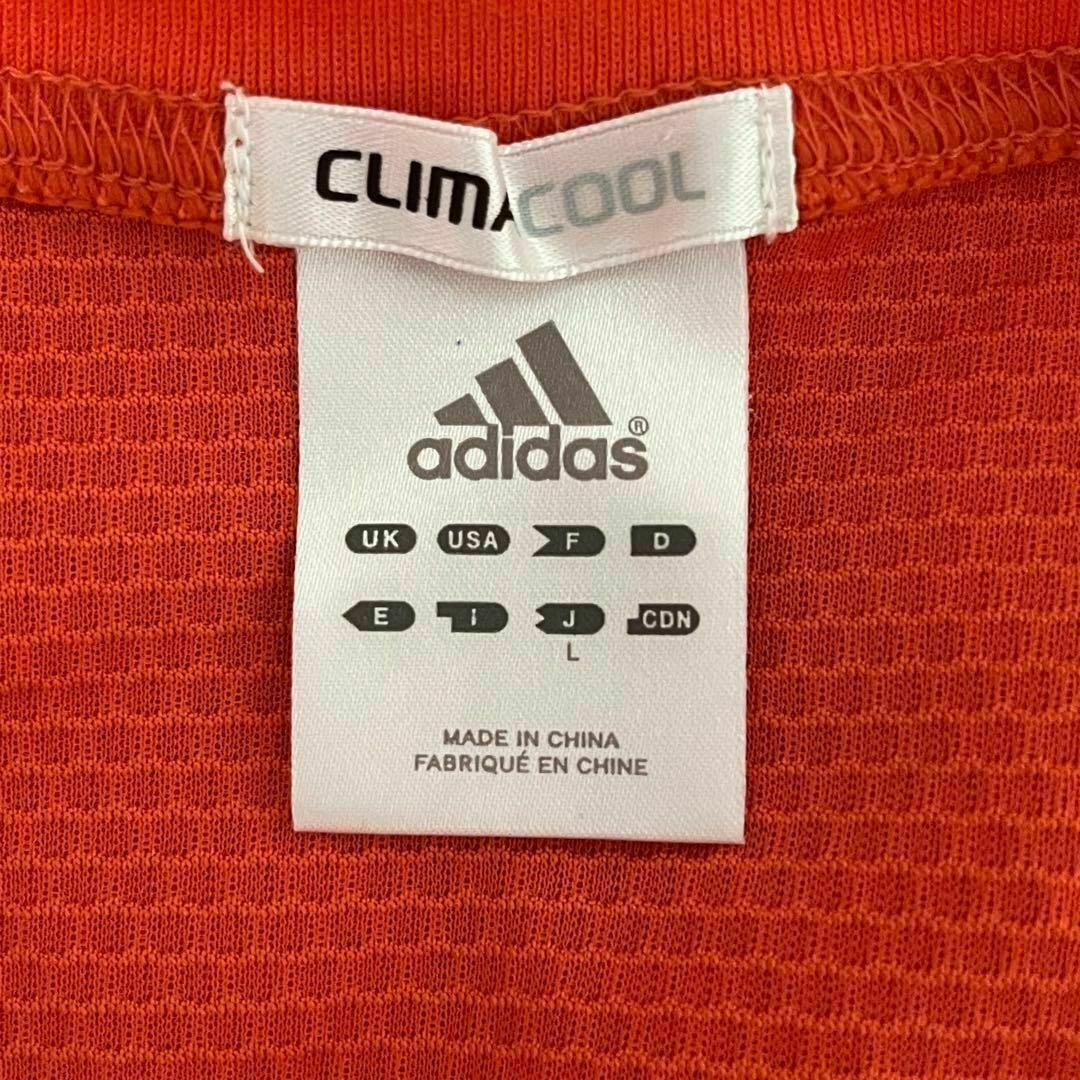 CLIMACOOL
adidas®
UK USA F D
E I J CDN
L
MADE IN CHINA
FABRIQUÉ EN CHINE